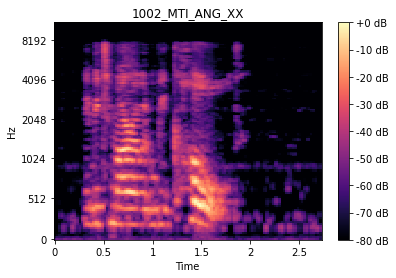 1002_MTI_ANG_XX
+0 dB
8192
-10 dB
4096
-20 dB
-30 dB
2048
Hz
-40 dB
1024
-50 dB
512
-60 dB
-70 dB
0
-80 dB
0 0.5 1 1.5 2 2.5
Time